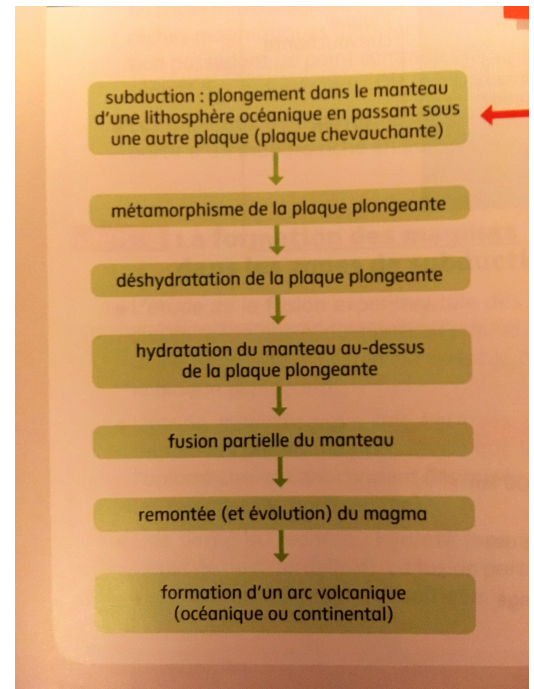 subduction : plongement dans le manteau
d'une lithosphère océanique en passant sous
une autre plaque (plaque chevauchante)
métamorphisme de la plaque plongeante
déshydratation de la plaque plongeante
hydratation du manteau au-dessus
de la plaque plongeante
fusion partielle du manteau
remontée (et évolution) du magma
formation d'un arc volcanique
(océanique ou continental)